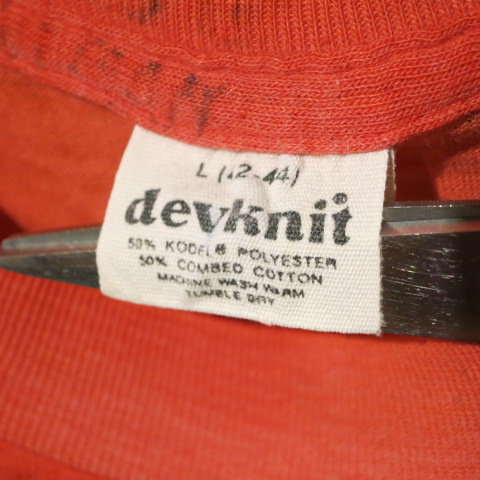 L (42-44)
devknit
50% KODEL® POLYESTER
50% COMBED COTTON
MACHINE WASH WARM
TUMBLE DRY